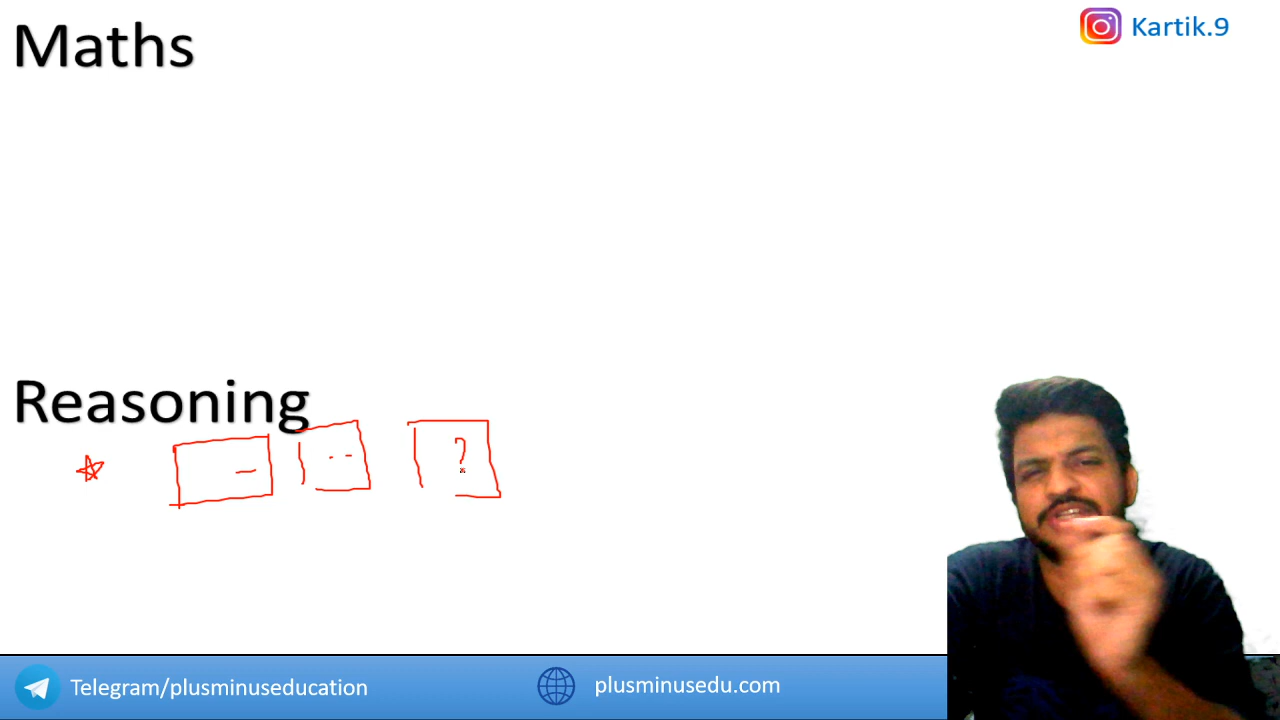 Maths
Kartik.9
Reasoning
?
Telegram/plusminuseducation
plusminusedu.com